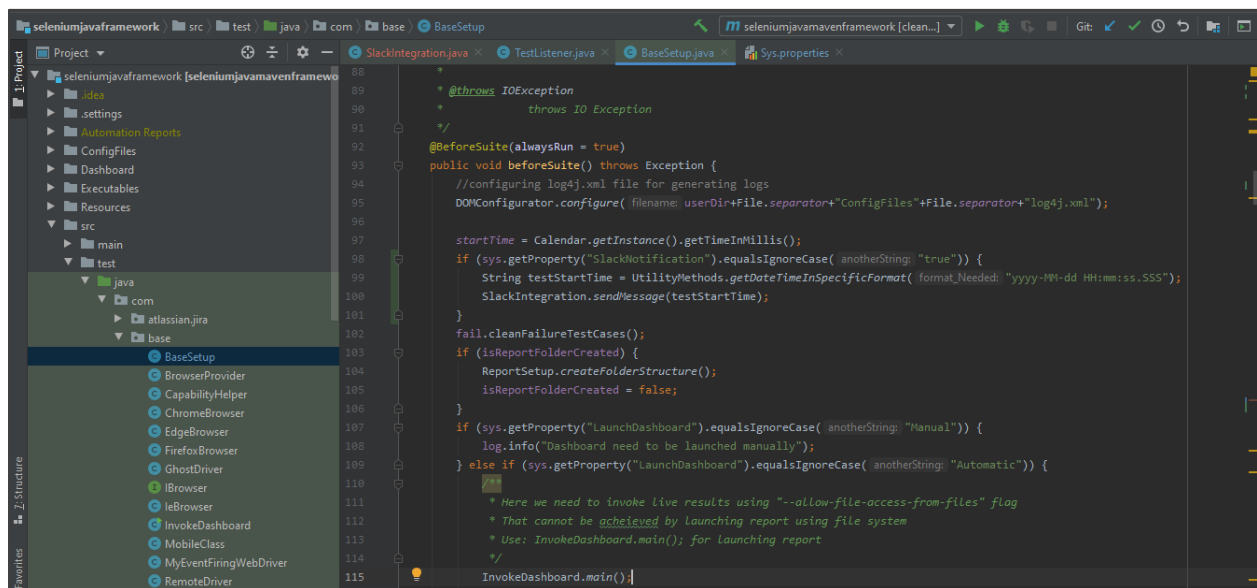 seleniumjavaframework src test java com base BaseSetup seleniumjavamavenframework [clean...] Git:
1: Project
Project
SlackIntegration.java TestListener.java BaseSetup.java Sys.properties
seleniumjavaframework [seleniumjavamavenframewo
.idea
.settings
Automation Reports
ConfigFiles
Dashboard
Executables
Resources
src
main
test
java
com
atlassian.jira
base
BaseSetup
BrowserProvider
CapabilityHelper
ChromeBrowser
EdgeBrowser
FirefoxBrowser
GhostDriver
IBrowser
IeBrowser
InvokeDashboard
MobileClass
MyEventFiringWebDriver
RemoteDriver
7: Structure
Favorites
88 *
89 * @throws IOException
90 * throws IO Exception
91 */
92 @BeforeSuite(alwaysRun = true)
93 public void beforeSuite() throws Exception {
94 //configuring log4j.xml file for generating logs
95 DOMConfigurator.configure( filename: userDir+File.separator+"ConfigFiles"+File.separator+"log4j.xml");
96
97 startTime = Calendar.getInstance().getTimeInMillis();
98 if (sys.getProperty("SlackNotification").equalsIgnoreCase( anotherString: "true")) {
99 String testStartTime = UtilityMethods.getDateTimeInSpecificFormat( format_Needed: "yyyy-MM-dd HH:mm:ss.SSS");
100 SlackIntegration.sendMessage(testStartTime);
101 }
102 fail.cleanFailureTestCases();
103 if (isReportFolderCreated) {
104 ReportSetup.createFolderStructure();
105 isReportFolderCreated = false;
106 }
107 if (sys.getProperty("LaunchDashboard").equalsIgnoreCase( anotherString: "Manual")) {
108 log.info("Dashboard need to be launched manually");
109 } else if (sys.getProperty("LaunchDashboard").equalsIgnoreCase( anotherString: "Automatic")) {
110 /**
111 * Here we need to invoke live results using "--allow-file-access-from-files" flag
112 * That cannot be acheieved by launching report using file system
113 * Use: InvokeDashboard.main(); for launching report
114 */
115 InvokeDashboard.main();